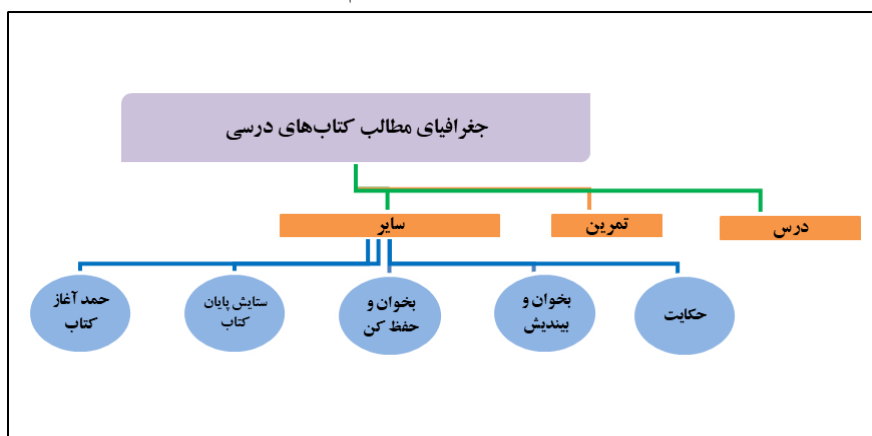 جغرافیای مطالب کتاب‌های درسی
درس
تمرین
سایر
حکایت
بخوان و
بیندیش
بخوان و
حفظ کن
ستایش پایان
کتاب
حمد آغاز
کتاب